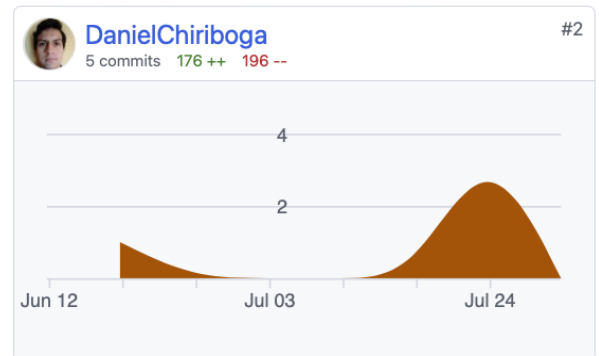 DanielChiriboga
#2
5 commits 176 ++ 196 --
4
2
Jun 12 Jul 03 Jul 24